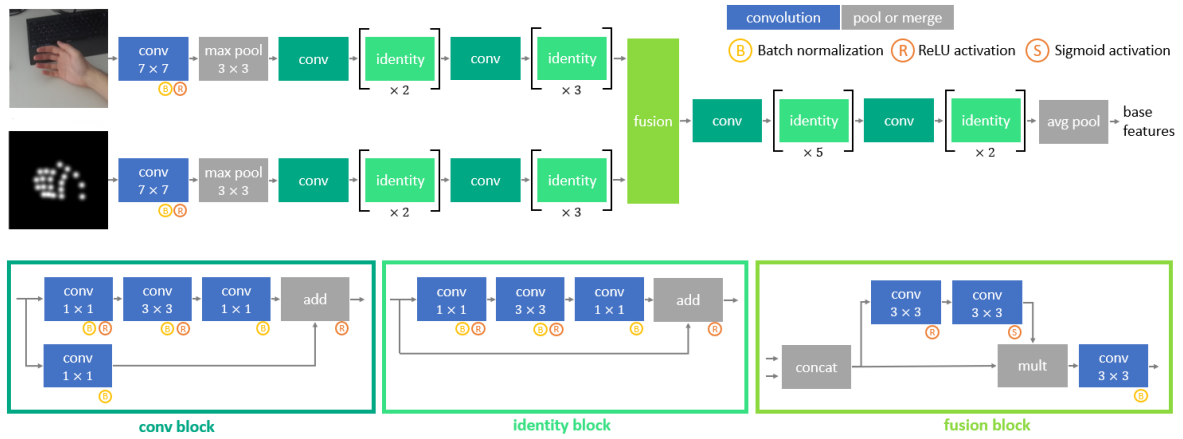 convolution
pool or merge
B Batch normalization
R ReLU activation
S Sigmoid activation
conv
7 × 7
B R
max pool
3 × 3
conv
identity
× 2
conv
identity
× 3
conv
7 × 7
B R
max pool
3 × 3
conv
identity
× 2
conv
identity
× 3
fusion
conv
identity
× 5
conv
identity
× 2
avg pool
base
features
conv
1 × 1
B R
conv
3 × 3
B R
conv
1 × 1
B
add
R
conv
1 × 1
B
conv block
conv
1 × 1
B R
conv
3 × 3
B R
conv
1 × 1
B
add
R
identity block
concat
conv
3 × 3
R
conv
3 × 3
S
mult
conv
3 × 3
B
fusion block